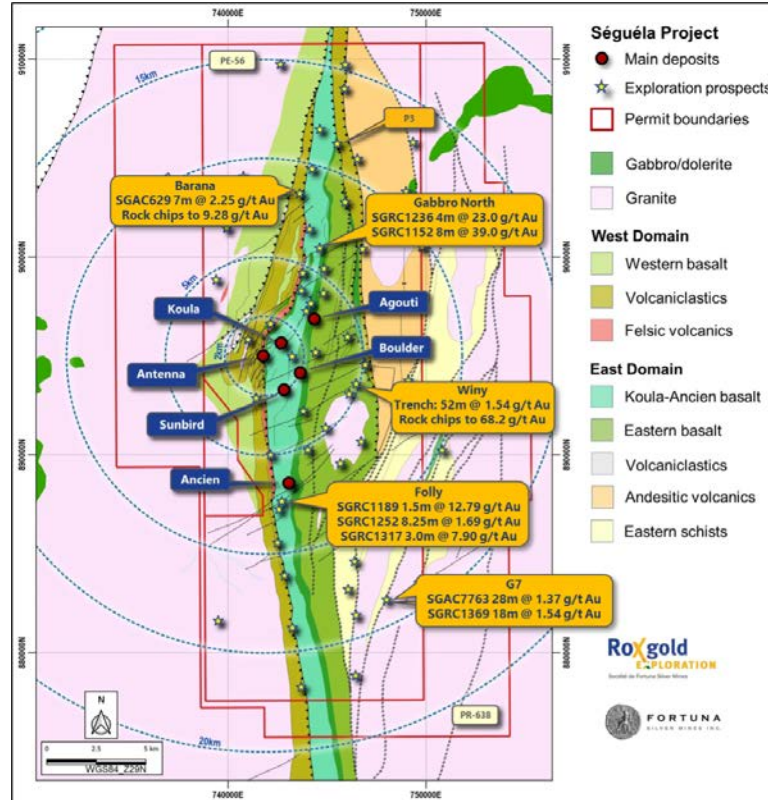 740000E
750000E
910000N
900000N
890000N
880000N
PE-56
15km
P3
Barana
SGAC629 7m @ 2.25 g/t Au
Rock chips to 9.28 g/t Au
Gabbro North
SGRC1236 4m @ 23.0 g/t Au
SGRC1152 8m @ 39.0 g/t Au
5km
2km
Koula
Agouti
Antenna
Boulder
Sunbird
Winy
Trench: 52m @ 1.54 g/t Au
Rock chips to 68.2 g/t Au
Ancien
Folly
SGRC1189 1.5m @ 12.79 g/t Au
SGRC1252 8.25m @ 1.69 g/t Au
SGRC1317 3.0m @ 7.90 g/t Au
G7
SGAC7763 28m @ 1.37 g/t Au
SGRC1369 18m @ 1.54 g/t Au
PR-638
20km
N
0 2.5 5 km
WGS84_Z29N
740000E
750000E
Séguéla Project
Main deposits
Exploration prospects
Permit boundaries
Gabbro/dolerite
Granite
West Domain
Western basalt
Volcaniclastics
Felsic volcanics
East Domain
Koula-Ancien basalt
Eastern basalt
Volcaniclastics
Andesitic volcanics
Eastern schists
Roxgold
EXPLORATION
Société de Fortuna Silver Mines
FORTUNA
SILVER MINES INC.